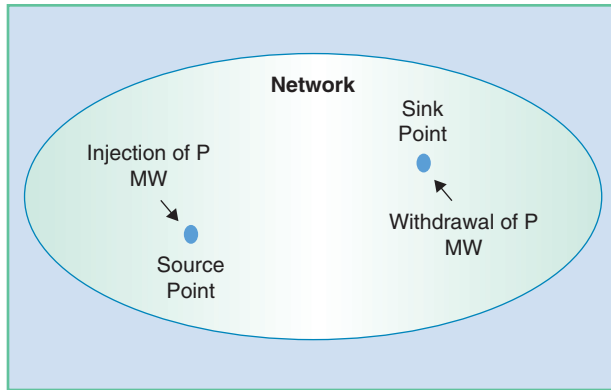 Network
Injection of P
MW
Source
Point
Sink
Point
Withdrawal of P
MW